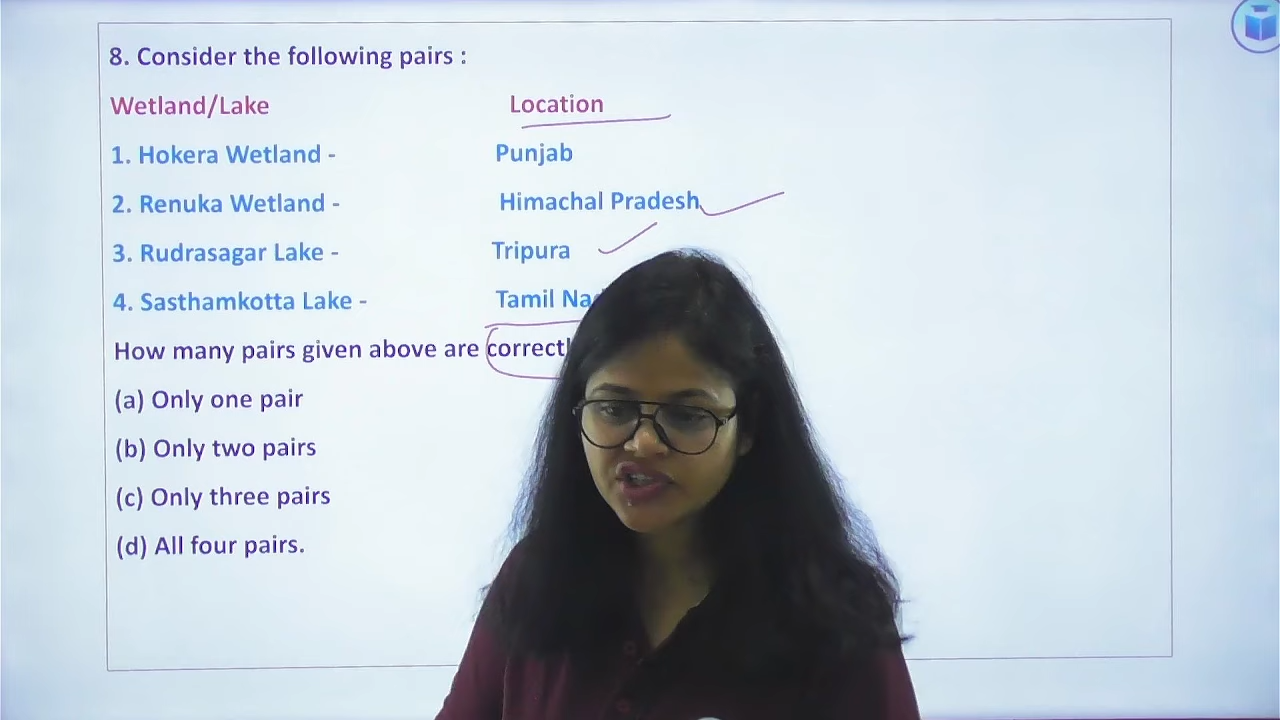 8. Consider the following pairs :
Wetland/Lake Location
1. Hokera Wetland - Punjab
2. Renuka Wetland - Himachal Pradesh
3. Rudrasagar Lake - Tripura
4. Sasthamkotta Lake - Tamil
How many pairs given above are
(a) Only one pair
(b) Only two pairs
(c) Only three pairs
(d) All four pairs.